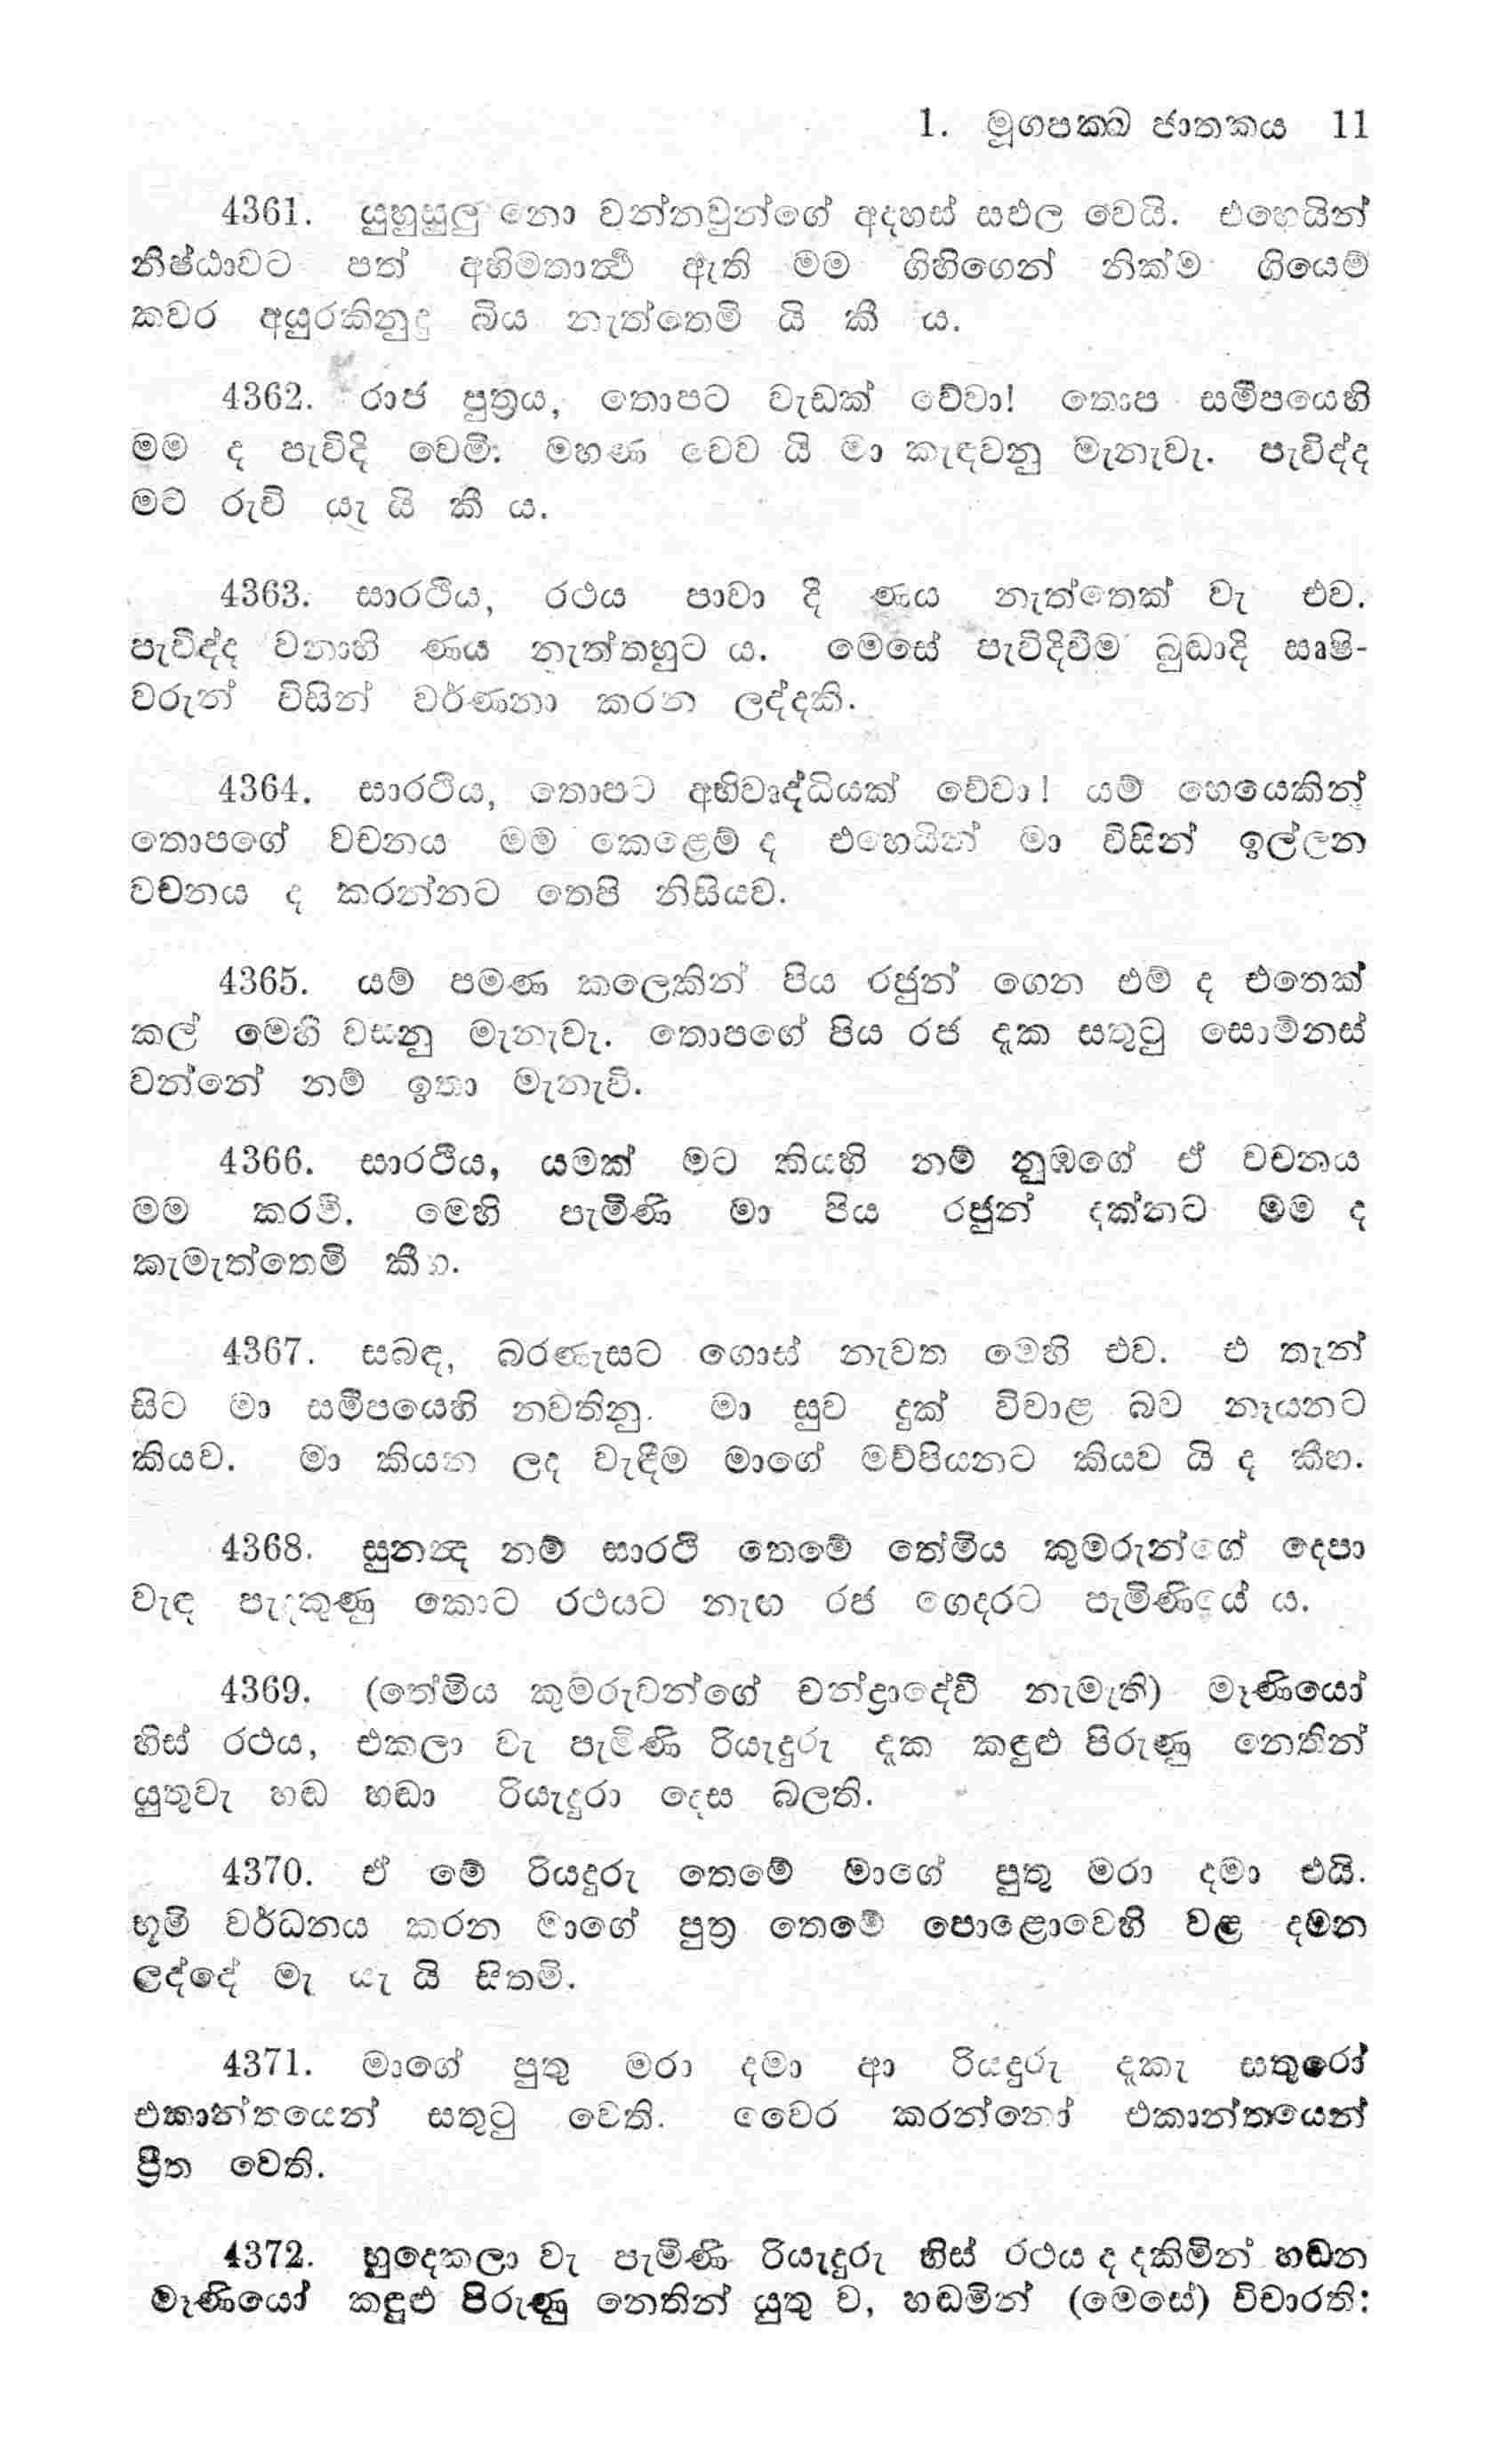 1. මූගපක්ඛ ජාතකය 11
4361. යුහුසුලු නො වන්නවුන්ගේ අදහස් සඵල වෙයි. එහෙයින්
නිෂ්ඨාවට පත් අභිමතාර්ථ ඇති මම ගිහිගෙන් නික්ම ගියෙම්
කවර අයුරකිනුදු බිය නැත්තෙමි යි කී ය.
4362. රාජ පුත්‍රය, තොපට වැඩක් වේවා! තොප සමීපයෙහි
මම ද පැවිදි වෙමි: මහණ වෙව යි මා කැඳවනු මැනැවැ. පැවිද්ද
මට රුචි යැ යි කී ය.
4363. සාරථිය, රථය පාවා දී ණය නැත්තෙක් වැ එව.
පැවිද්ද වනාහි ණය නැත්තහුට ය. මෙසේ පැවිදිවීම බුද්ධාදි ඍෂි-
වරුන් විසින් වර්ණනා කරන ලද්දකි.
4364. සාරථිය, තොපට අභිවෘද්ධියක් වේවා! යම් හෙයෙකින්
තොපගේ වචනය මම කෙළෙම් ද එහෙයින් මා විසින් ඉල්ලන
වචනය ද කරන්නට තෙපි නිසියව.
4365. යම් පමණ කලෙකින් පිය රජුන් ගෙන එම් ද එතෙක්
කල් මෙහි වසනු මැනැවැ. තොපගේ පිය රජ දැක සතුටු සොම්නස්
වන්නේ නම් ඉතා මැනැවි.
4366. සාරථිය, යමක් මට කියහි නම් නුඹගේ ඒ වචනය
මම කරමි. මෙහි පැමිණි මා පිය රජුන් දක්නට මම ද
කැමැත්තෙමි කීහ.
4367. සබඳ, බරණැසට ගොස් නැවත මෙහි එව. එ තැන්
සිට මා සමීපයෙහි නවතිනු. මා සුව දුක් විචාළ බව නෑයනට
කියව. මා කියන ලද වැඳීම මාගේ මව්පියනට කියව යි ද කීහ.
4368. සුනන්‍ද නම් සාරථි තෙමේ තේමිය කුමරුන්ගේ දෙපා
වැඳ පැදකුණු කොට රථයට නැඟ රජ ගෙදරට පැමිණියේ ය.
4369. (තේමිය කුමරුවන්ගේ චන්ද්‍රාදේවී නැමැති) මෑණියෝ
හිස් රථය, එකලා වැ පැමිණි රියැදුරු දැක කඳුළු පිරුණු නෙතින්
යුතුවැ හඬ හඬා රියැදුරා දෙස බලති.
4370. ඒ මේ රියදුරු තෙමේ මාගේ පුතු මරා දමා එයි.
භූමි වර්ධනය කරන මාගේ පුත්‍ර තෙමේ පොළොවෙහි වළ දමන
ලද්දේ මැ යැ යි සිතමි.
4371. මාගේ පුතු මරා දමා ආ රියදුරු දැකැ සතුරෝ
එකාන්තයෙන් සතුටු වෙති. වෛර කරන්නෝ එකාන්තයෙන්
ප්‍රීත වෙති.
4372. හුදෙකලා වැ පැමිණි රියැදුරු හිස් රථය ද දකිමින් හඬන
මෑණියෝ කඳුළු පිරුණු නෙතින් යුතු ව, හඬමින් (මෙසේ) විචාරති: